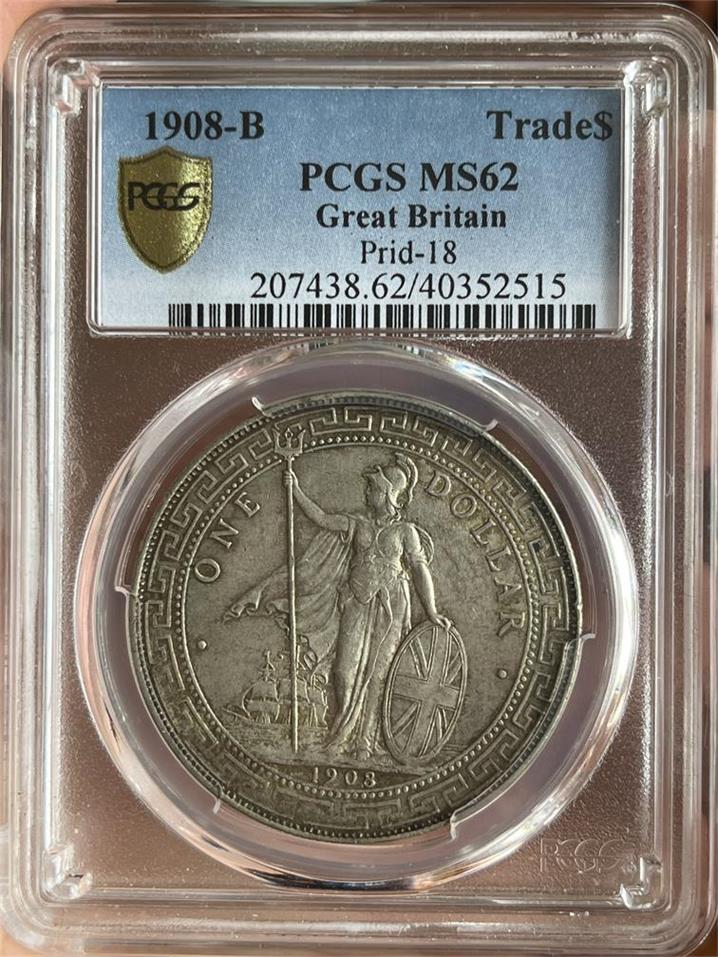 1908-B Trade$
PCGS
PCGS MS62
Great Britain
Prid-18
207438.62/40352515
ONE DOLLAR
1908
PCGS